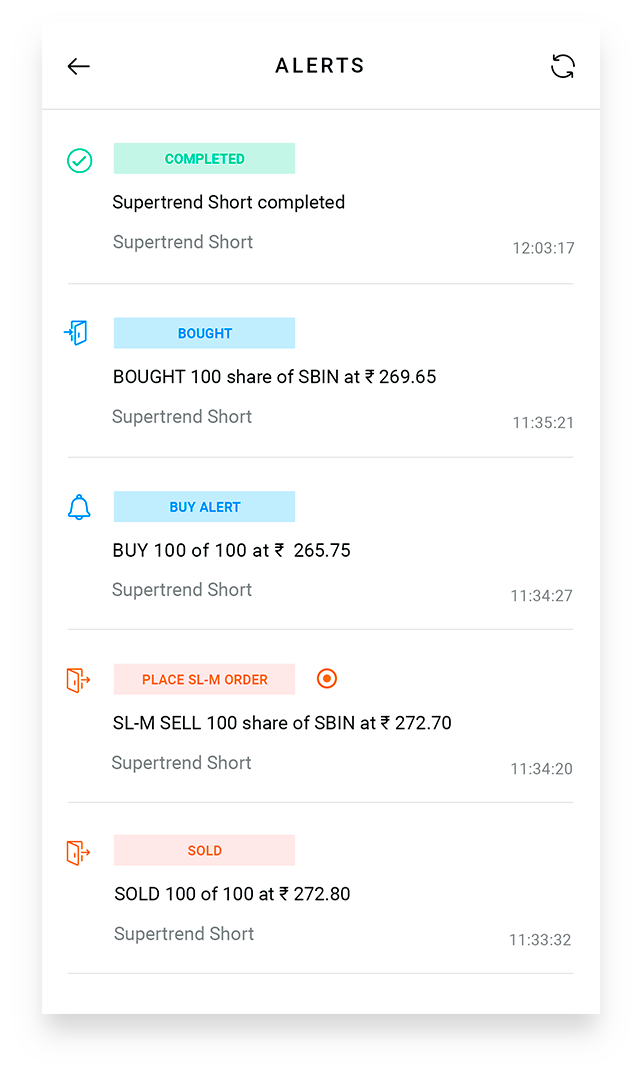 ALERTS
COMPLETED
Supertrend Short completed
Supertrend Short
12:03:17
BOUGHT
BOUGHT 100 share of SBIN at ₹ 269.65
Supertrend Short
11:35:21
BUY ALERT
BUY 100 of 100 at ₹ 265.75
Supertrend Short
11:34:27
PLACE SL-M ORDER
SL-M SELL 100 share of SBIN at ₹ 272.70
Supertrend Short
11:34:20
SOLD
SOLD 100 of 100 at ₹ 272.80
Supertrend Short
11:33:32